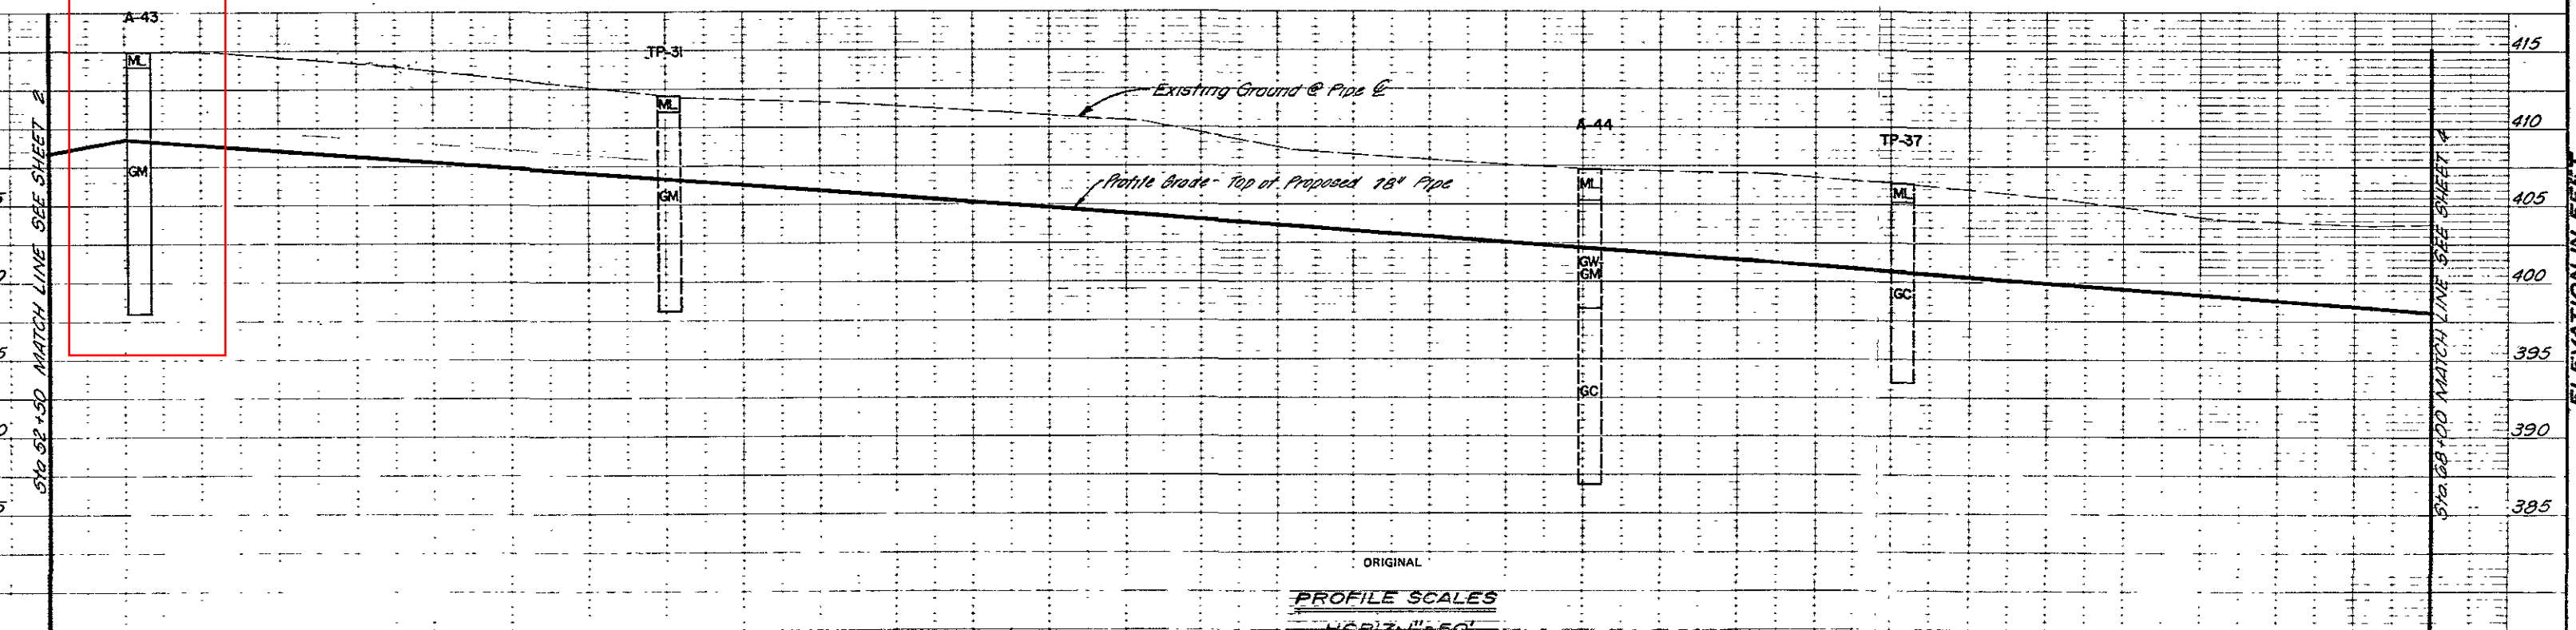 A-43
415
TP-31
ML
Existing Ground @ Pipe ℄
ML
A-44
410
TP-37
GM
Profile Grade - Top of Proposed 78" Pipe
GM
ML
ML
405
GW-
GM
GC
400
395
GC
390
385
Sta 52+50 MATCH LINE SEE SHEET 2
Sta. 68+00 MATCH LINE SEE SHEET 4
ORIGINAL
PROFILE SCALES